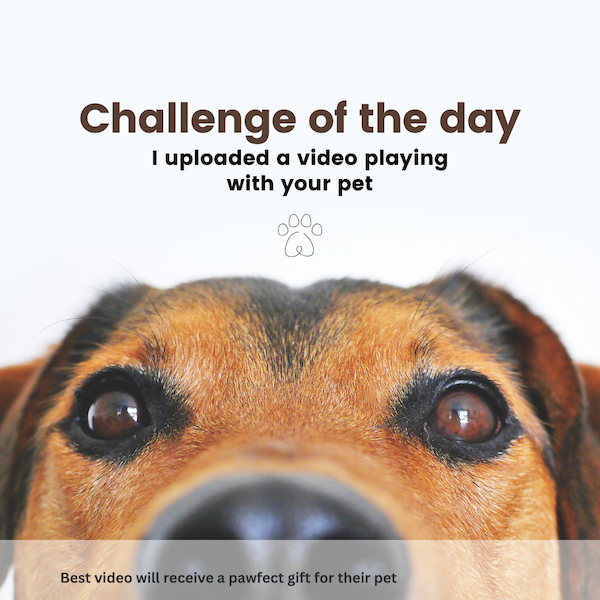 Challenge of the day
I uploaded a video playing
with your pet
Best video will receive a pawfect gift for their pet